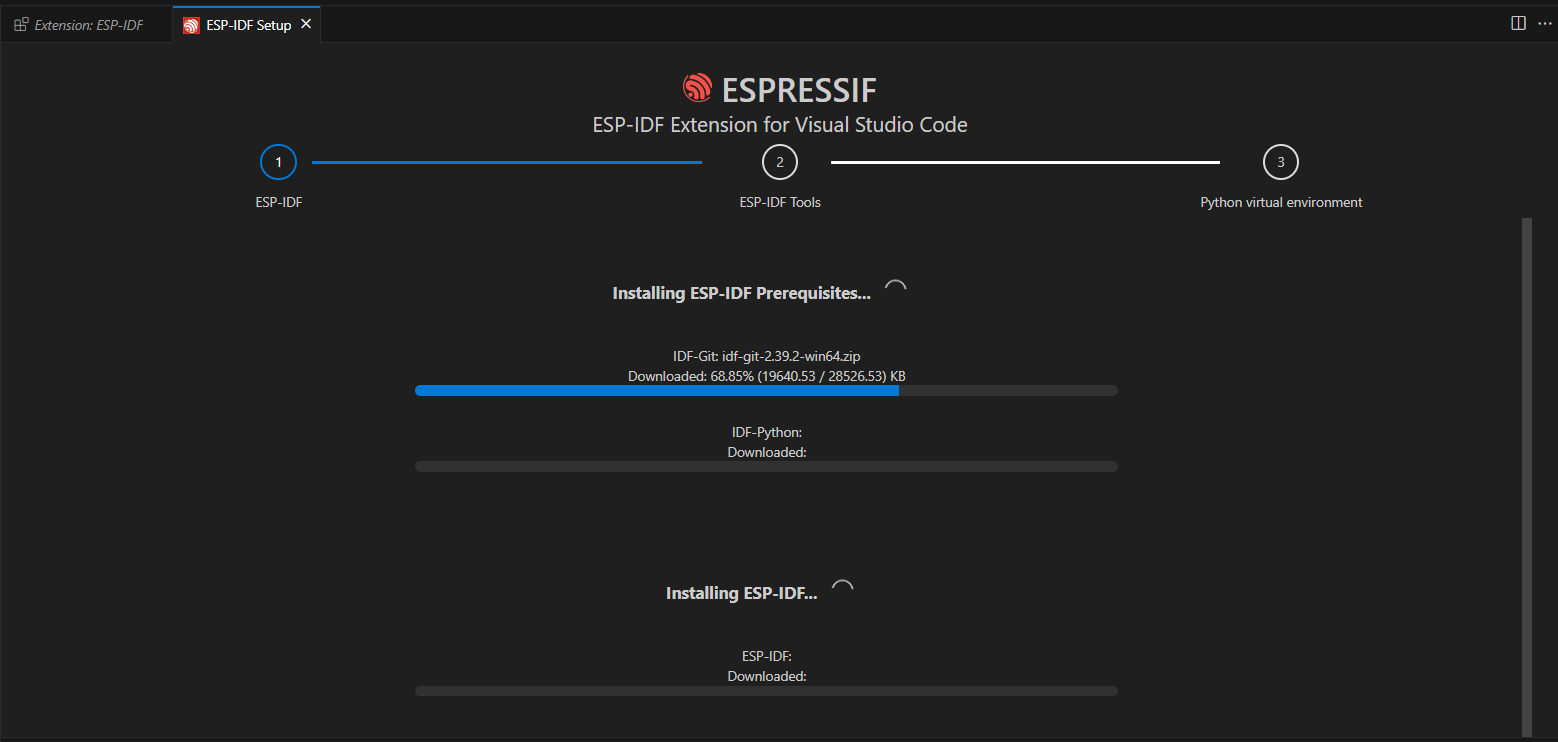 Extension: ESP-IDF
ESP-IDF Setup
ESPRESSIF
ESP-IDF Extension for Visual Studio Code
1
2
3
ESP-IDF
ESP-IDF Tools
Python virtual environment
Installing ESP-IDF Prerequisites...
IDF-Git: idf-git-2.39.2-win64.zip
Downloaded: 68.85% (19640.53 / 28526.53) KB
IDF-Python:
Downloaded:
Installing ESP-IDF...
ESP-IDF:
Downloaded: